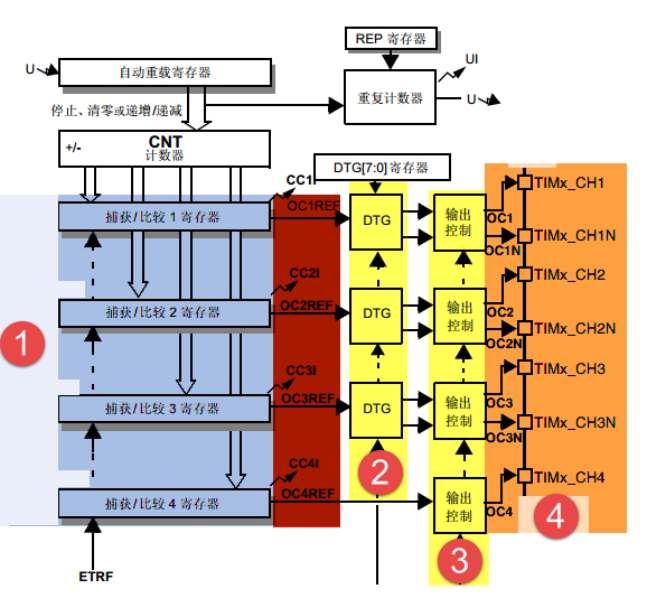 REP 寄存器
U
自动重载寄存器
UI
停止、清零或递增/递减
重复计数器
U
+/-
CNT
计数器
DTG[7:0]寄存器
CC1I
OC1REF
捕获/比较 1 寄存器
DTG
输出
控制
OC1
TIMx_CH1
OC1N
TIMx_CH1N
CC2I
OC2REF
捕获/比较 2 寄存器
DTG
输出
控制
OC2
TIMx_CH2
OC2N
TIMx_CH2N
1
CC3I
OC3REF
捕获/比较 3 寄存器
DTG
输出
控制
OC3
TIMx_CH3
OC3N
TIMx_CH3N
2
CC4I
OC4REF
捕获/比较 4 寄存器
输出
控制
OC4
TIMx_CH4
3
4
ETRF